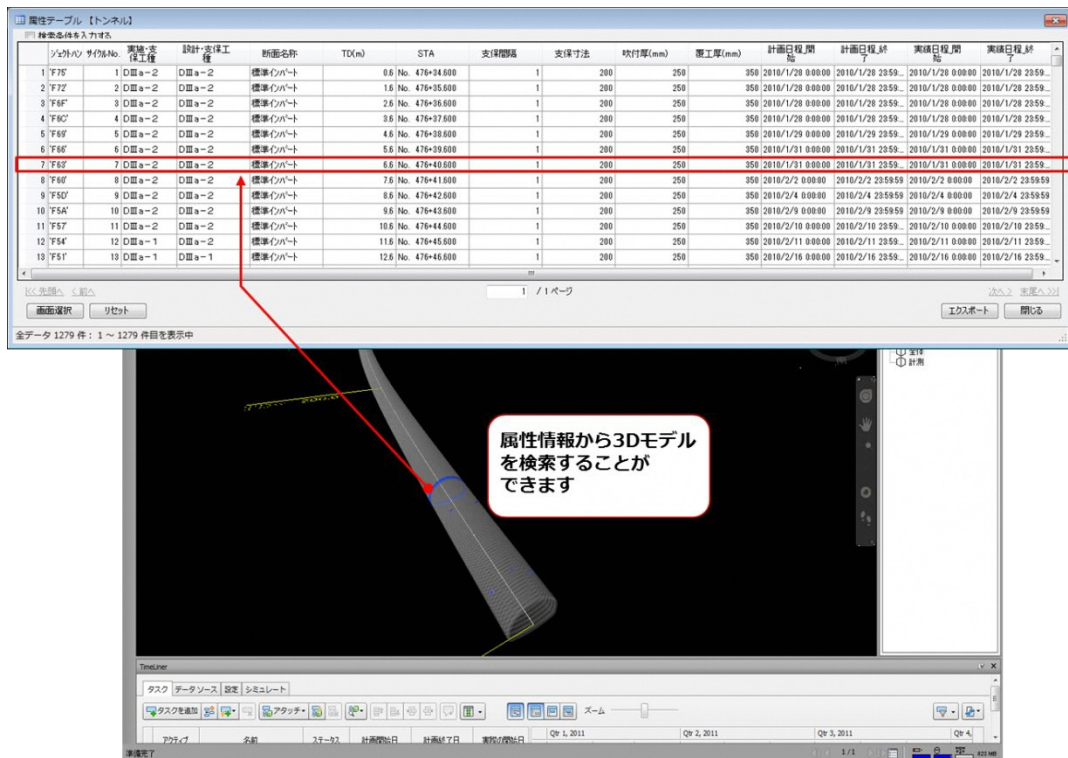 属性テーブル 【トンネル】
検索条件を入力する
ジェクトハン サイクルNo. 実施・支保工種 設計・支保工種 断面名称 TD(m) STA 支保間隔 支保寸法 吹付厚(mm) 覆工厚(mm) 計画日程_開始 計画日程_終了 実績日程_開始 実績日程_終了
1 'F75' 1 DⅢa-2 DⅢa-2 標準インバート 0.6 No. 476+34.600 1 200 250 350 2010/1/28 0:00:00 2010/1/28 23:59... 2010/1/28 0:00:00 2010/1/28 23:59...
2 'F72' 2 DⅢa-2 DⅢa-2 標準インバート 1.6 No. 476+35.600 1 200 250 350 2010/1/28 0:00:00 2010/1/28 23:59... 2010/1/28 0:00:00 2010/1/28 23:59...
3 'F6F' 3 DⅢa-2 DⅢa-2 標準インバート 2.6 No. 476+36.600 1 200 250 350 2010/1/28 0:00:00 2010/1/28 23:59... 2010/1/28 0:00:00 2010/1/28 23:59...
4 'F6C' 4 DⅢa-2 DⅢa-2 標準インバート 3.6 No. 476+37.600 1 200 250 350 2010/1/28 0:00:00 2010/1/28 23:59... 2010/1/28 0:00:00 2010/1/28 23:59...
5 'F69' 5 DⅢa-2 DⅢa-2 標準インバート 4.6 No. 476+38.600 1 200 250 350 2010/1/29 0:00:00 2010/1/29 23:59... 2010/1/29 0:00:00 2010/1/29 23:59...
6 'F66' 6 DⅢa-2 DⅢa-2 標準インバート 5.6 No. 476+39.600 1 200 250 350 2010/1/31 0:00:00 2010/1/31 23:59... 2010/1/31 0:00:00 2010/1/31 23:59...
7 'F63' 7 DⅢa-2 DⅢa-2 標準インバート 6.6 No. 476+40.600 1 200 250 350 2010/1/31 0:00:00 2010/1/31 23:59... 2010/1/31 0:00:00 2010/1/31 23:59...
8 'F60' 8 DⅢa-2 DⅢa-2 標準インバート 7.6 No. 476+41.600 1 200 250 350 2010/2/2 0:00:00 2010/2/2 23:59:59 2010/2/2 0:00:00 2010/2/2 23:59:59
9 'F5D' 9 DⅢa-2 DⅢa-2 標準インバート 8.6 No. 476+42.600 1 200 250 350 2010/2/4 0:00:00 2010/2/4 23:59:59 2010/2/4 0:00:00 2010/2/4 23:59:59
10 'F5A' 10 DⅢa-2 DⅢa-2 標準インバート 9.6 No. 476+43.600 1 200 250 350 2010/2/9 0:00:00 2010/2/9 23:59:59 2010/2/9 0:00:00 2010/2/9 23:59:59
11 'F57' 11 DⅢa-2 DⅢa-2 標準インバート 10.6 No. 476+44.600 1 200 250 350 2010/2/10 0:00:00 2010/2/10 23:59... 2010/2/10 0:00:00 2010/2/10 23:59...
12 'F54' 12 DⅢa-1 DⅢa-2 標準インバート 11.6 No. 476+45.600 1 200 250 350 2010/2/11 0:00:00 2010/2/11 23:59... 2010/2/11 0:00:00 2010/2/11 23:59...
13 'F51' 13 DⅢa-1 DⅢa-1 標準インバート 12.6 No. 476+46.600 1 200 250 350 2010/2/16 0:00:00 2010/2/16 23:59... 2010/2/16 0:00:00 2010/2/16 23:59...
|<< 先頭へ < 前へ 1 / 1 ページ 次へ > 末尾へ >>|
画面選択 リセット エクスポート 閉じる
全データ 1279 件 : 1 ～ 1279 件目を表示中
全体
計測
属性情報から3Dモデル
を検索することが
できます
TimeLiner
タスク データソース 設定 シミュレート
タスクを追加 アタッチ ズーム
アクティブ 名前 ステータス 計画開始日 計画終了日 実際の開始日 Qtr 1, 2011 Qtr 2, 2011 Qtr 3, 2011 Qtr 4,
準備完了 1/1 822 MB